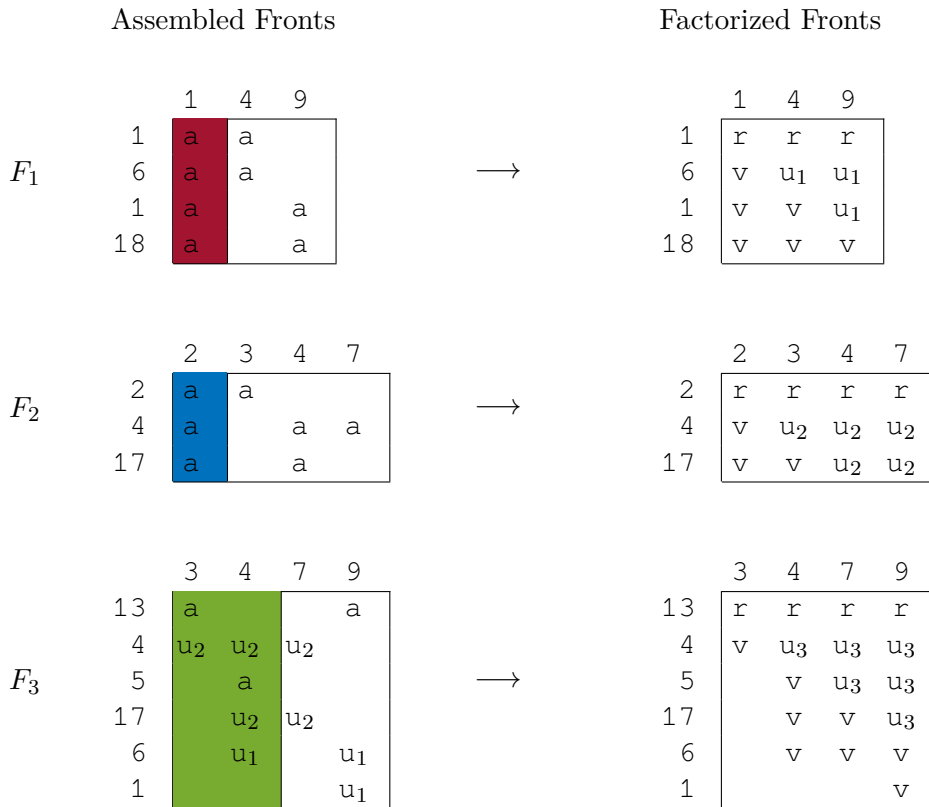 Assembled Fronts Factorized Fronts
1 4 9 1 4 9
1 a a 1 r r r
F₁ 6 a a ⟶ 6 v u₁ u₁
1 a a 1 v v u₁
18 a a 18 v v v
2 3 4 7 2 3 4 7
2 a a 2 r r r r
F₂ 4 a a a ⟶ 4 v u₂ u₂ u₂
17 a a 17 v v u₂ u₂
3 4 7 9 3 4 7 9
13 a a 13 r r r r
4 u₂ u₂ u₂ 4 v u₃ u₃ u₃
F₃ 5 a ⟶ 5 v u₃ u₃
17 u₂ u₂ 17 v v u₃
6 u₁ u₁ 6 v v v
1 u₁ 1 v